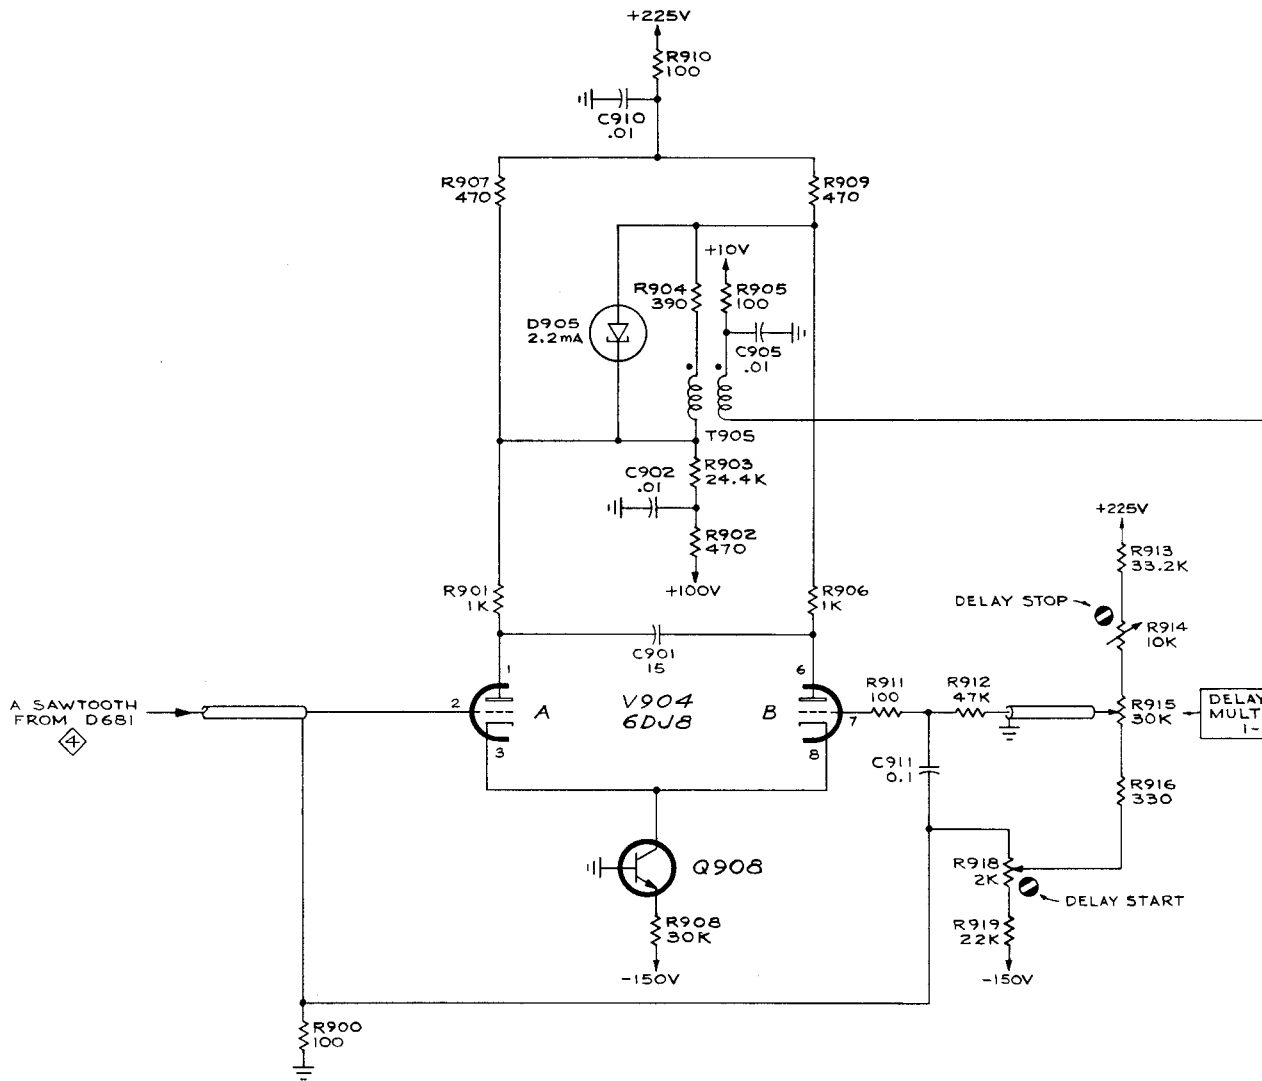 +225V
R910
100
C910
.01
R907
470
R909
470
+10V
R904
390
R905
100
D905
2.2mA
C905
.01
T905
R903
24.4K
C902
.01
R902
470
+100V
R901
1K
R906
1K
C901
15
+225V
R913
33.2K
DELAY STOP
R914
10K
1
6
V904
6DJ8
A
B
2
7
3
8
R911
100
R912
47K
A SAWTOOTH
FROM D681
4
R915
30K
DELAY
MULT
1-
C911
0.1
R916
330
Q908
R918
2K
DELAY START
R908
30K
R919
22K
-150V
-150V
R900
100